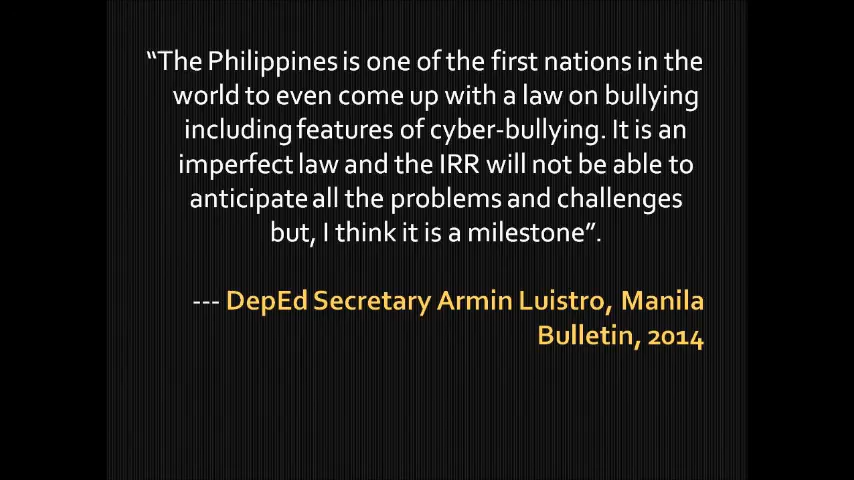 “The Philippines is one of the first nations in the
world to even come up with a law on bullying
including features of cyber-bullying. It is an
imperfect law and the IRR will not be able to
anticipate all the problems and challenges
but, I think it is a milestone”.
--- DepEd Secretary Armin Luistro, Manila
Bulletin, 2014